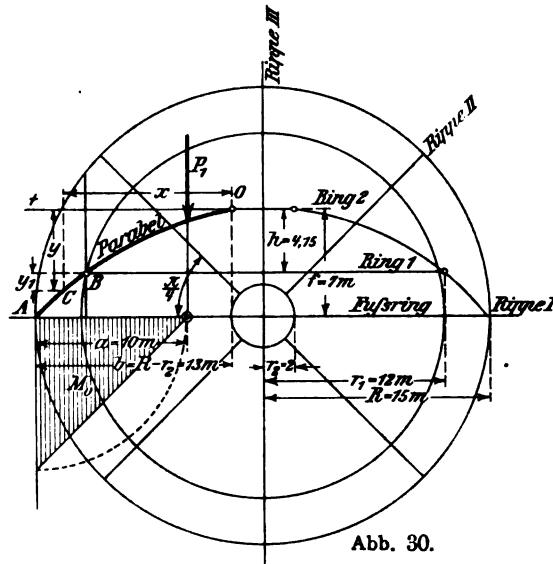 Rippe III
Rippe II
P₁
x
O
Ring 2
y
Parabel
h=4,15
y₁
Ring 1
f=7m
A
C
B
π/4
Fußring
Rippe I
a=10m
b=R-r₂=13m
r₂=2
M₀
r₁=12m
R=15m
Abb. 30.